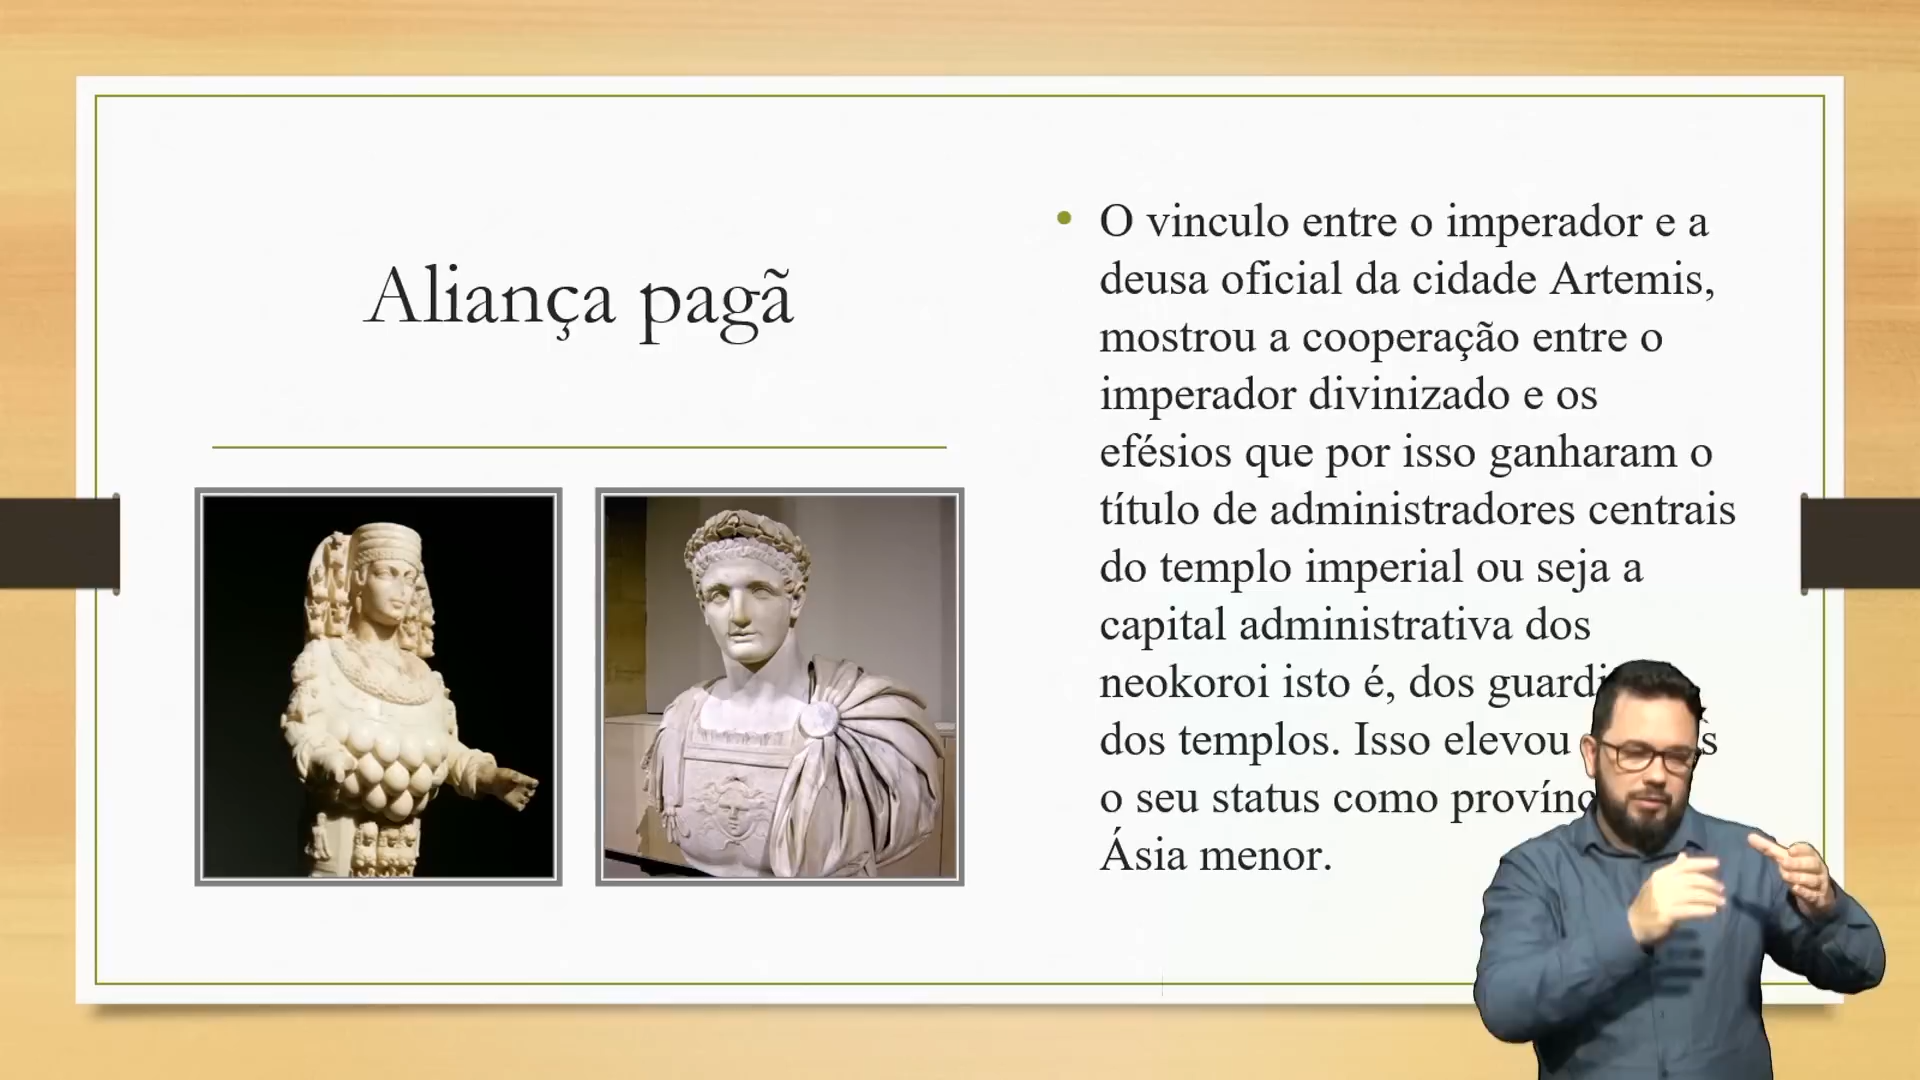 Aliança pagã
O vinculo entre o imperador e a
deusa oficial da cidade Artemis,
mostrou a cooperação entre o
imperador divinizado e os
efésios que por isso ganharam o
título de administradores centrais
do templo imperial ou seja a
capital administrativa dos
neokoroi isto é, dos
dos templos. Isso elevou
o seu status como
Ásia menor.